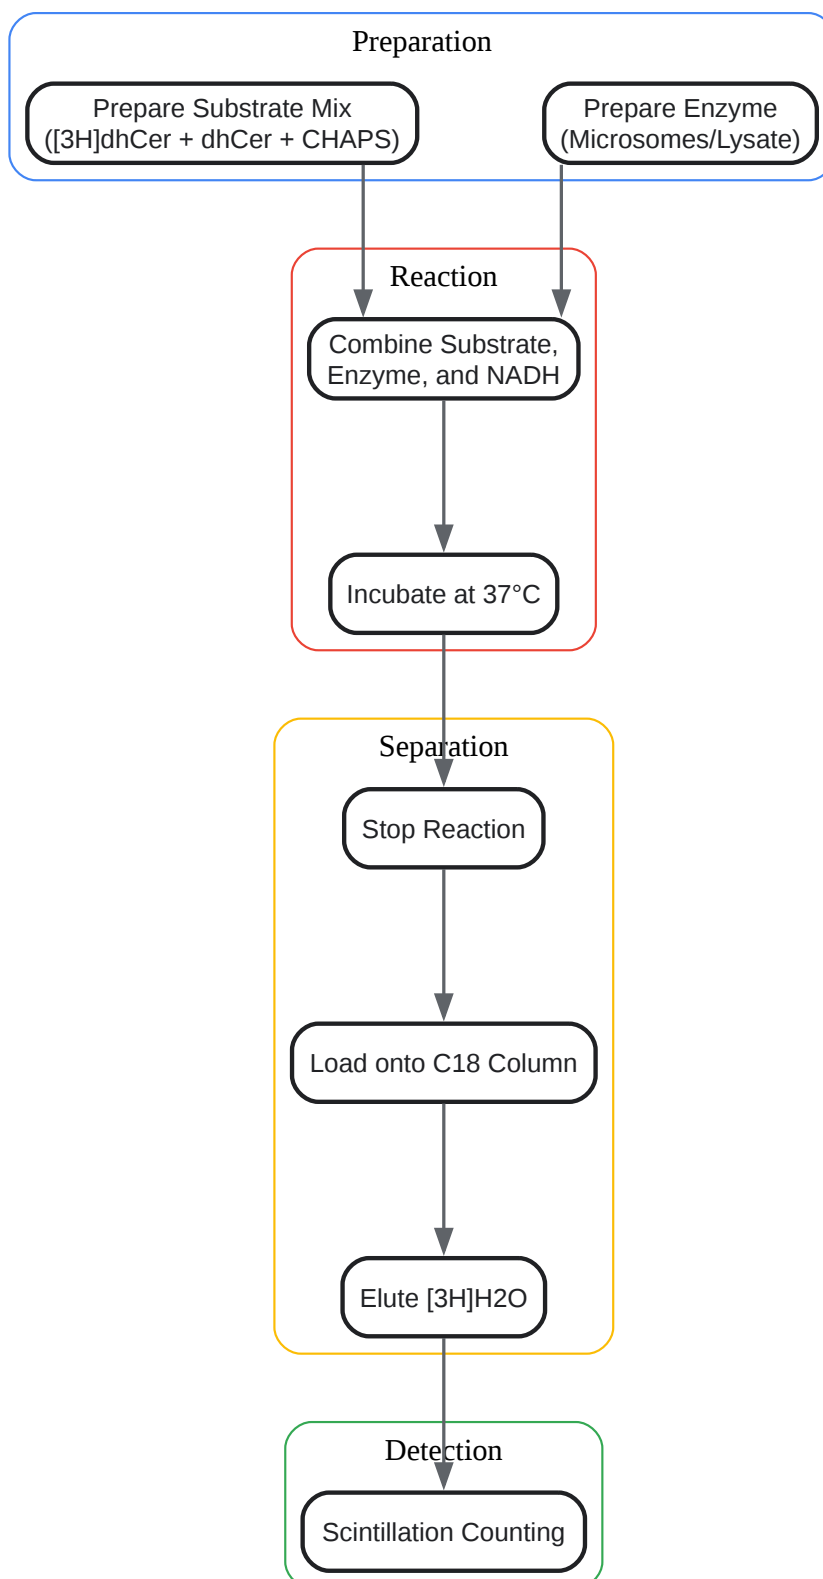 Preparation
Prepare Substrate Mix
([3H]dhCer + dhCer + CHAPS)
Prepare Enzyme
(Microsomes/Lysate)
Reaction
Combine Substrate,
Enzyme, and NADH
Incubate at 37°C
Separation
Stop Reaction
Load onto C18 Column
Elute [3H]H2O
Detection
Scintillation Counting